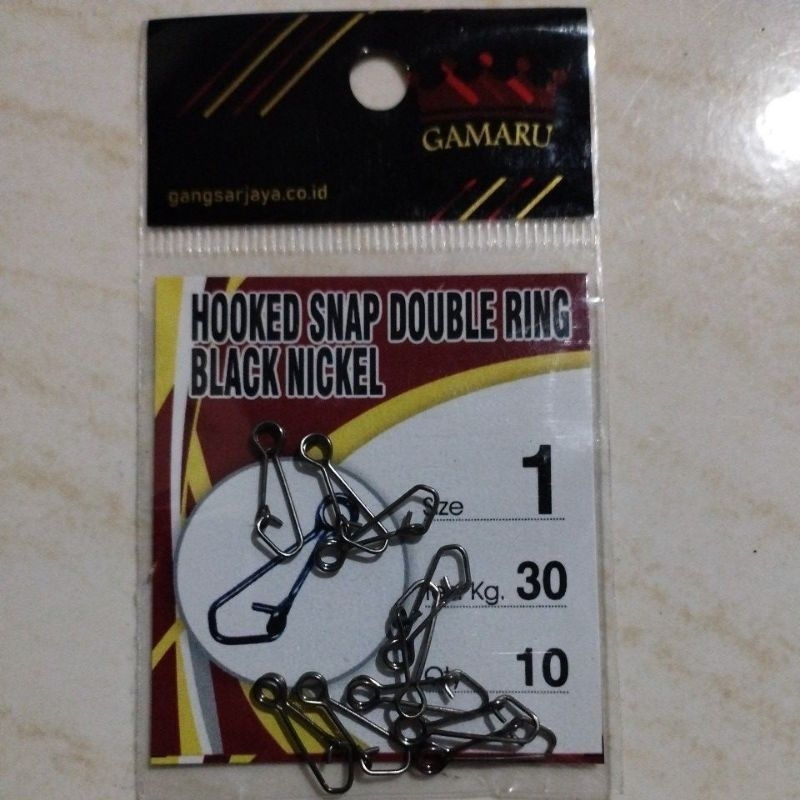 GAMARU
gangsarjaya.co.id
HOOKED SNAP DOUBLE RING
BLACK NICKEL
Size 1
Kg. 30
10